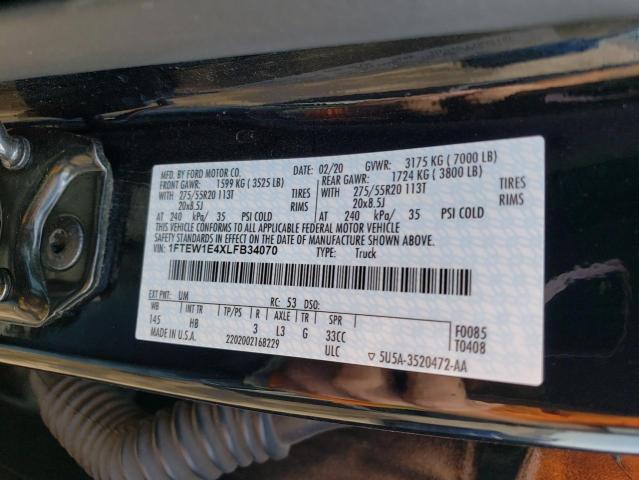 MFD. BY FORD MOTOR CO. 02/20 GVWR: 3175 KG ( 7000 LB)
FRONT GAWR: 1599 KG ( 3525 LB) REAR GAWR: 1724 KG ( 3800 LB)
WITH 275/55R20 113T TIRES WITH 275/55R20 113T TIRES
20x8.5J RIMS 20x8.5J RIMS
AT 240 kPa/ 35 PSI COLD AT 240 kPa/ 35 PSI COLD
THIS VEHICLE CONFORMS TO ALL APPLICABLE FEDERAL MOTOR VEHICLE
SAFETY AND THEFT PREVENTION STANDARDS IN EFFECT ON THE DATE OF MANUFACTURE SHOWN ABOVE.
VIN: 1FTEW1E4XLFB34070 TYPE: Truck
EXT PNT: UM RC: 53 DSO: F0085
WB INT TR TP/PS R AXLE TR SPR T0408
145 HB 3 L3 G 33CC
MADE IN U.S.A. 2202002168229 ULC ▽ 5U5A-3520472-AA